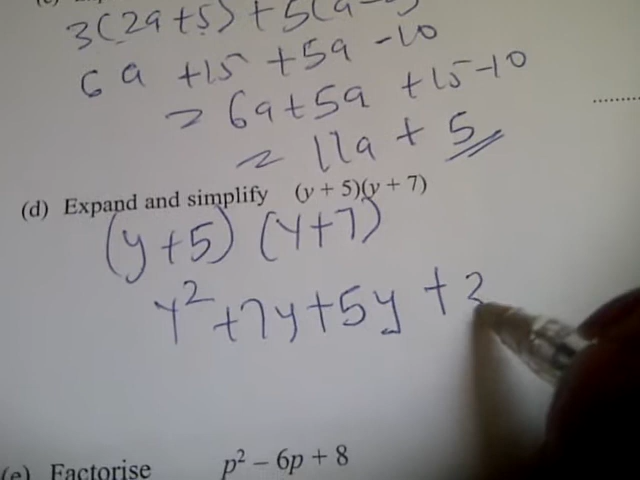 3(2a+5) + 5(a-
6a +15 +5a -10
= 6a+5a +15-10
= 11a + 5
(d) Expand and simplify (y + 5)(y + 7)
(y+5) (y+7)
y²+7y+5y +3
(e) Factorise p² – 6p + 8